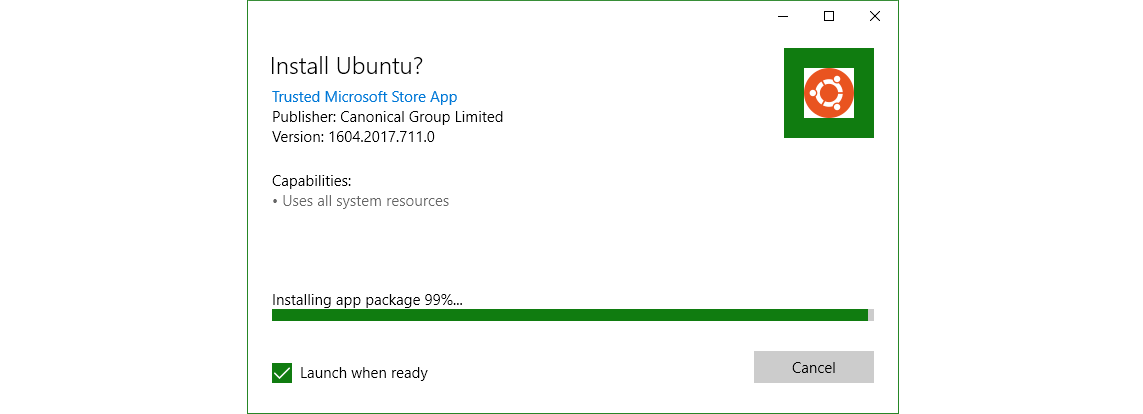 Install Ubuntu?
Trusted Microsoft Store App
Publisher: Canonical Group Limited
Version: 1604.2017.711.0
Capabilities:
• Uses all system resources
Installing app package 99%...
Launch when ready
Cancel